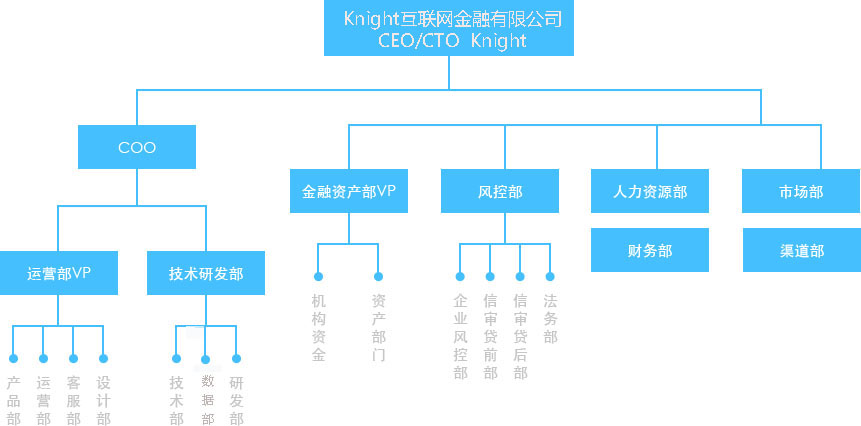 Knight互联网金融有限公司
CEO/CTO Knight
COO
金融资产部VP
风控部
人力资源部
市场部
财务部
渠道部
运营部VP
技术研发部
机构资金
资产部门
企业风控部
信审贷前部
信审贷后部
法务部
产品部
运营部
客服部
设计部
技术部
数据部
研发部